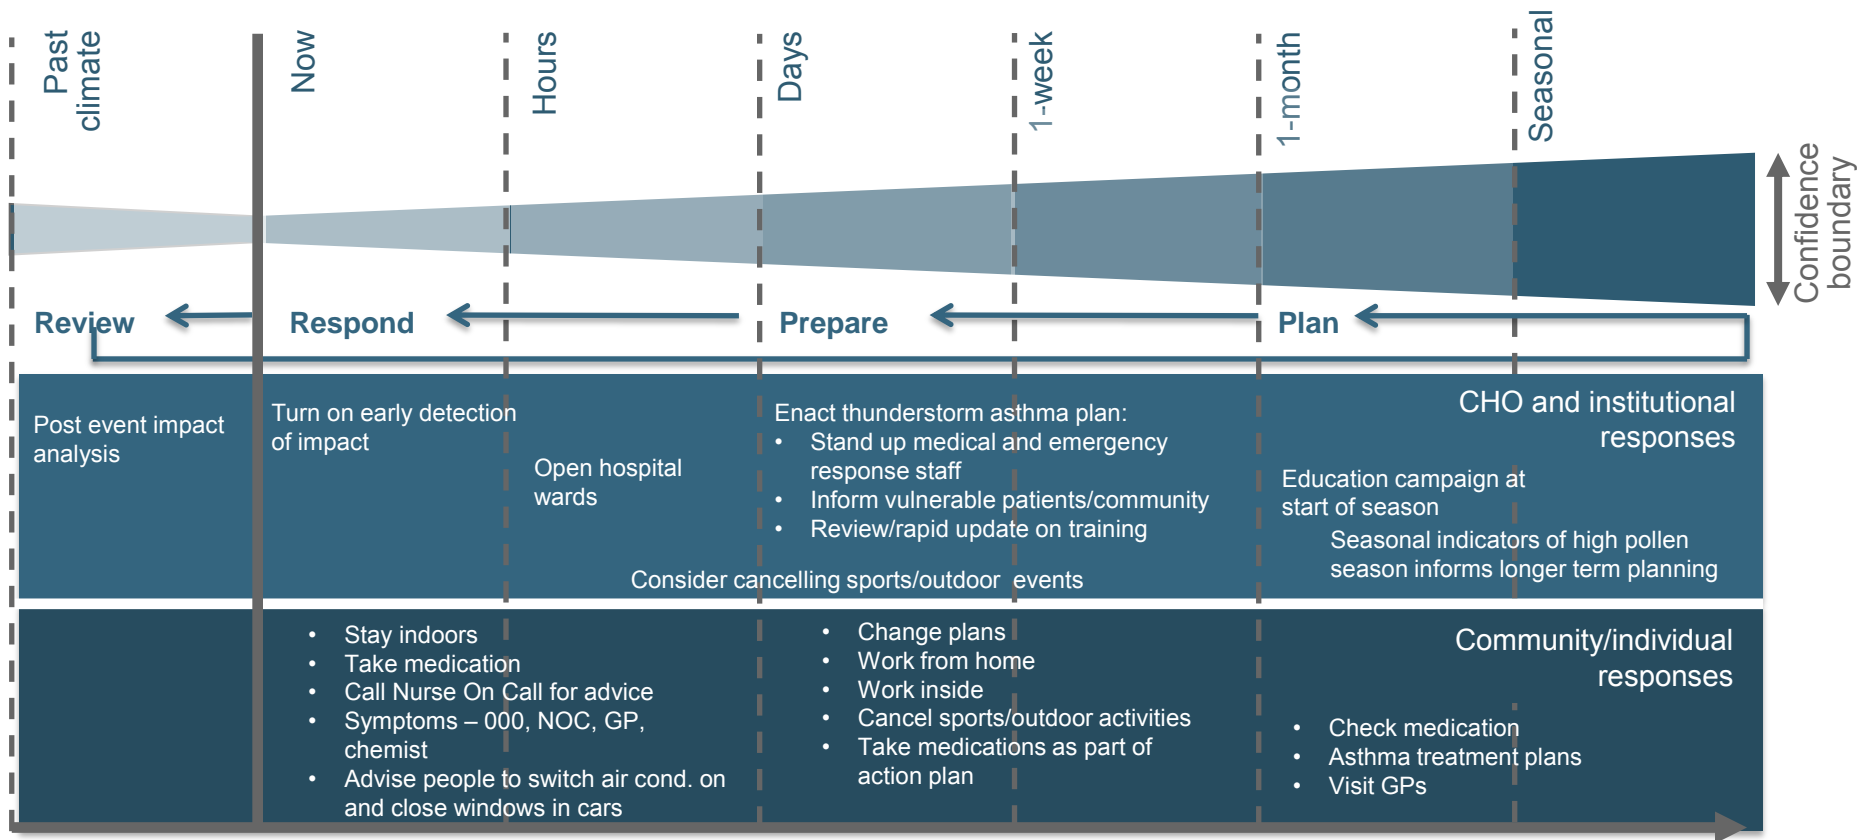 Past
climate
Now
Hours
Days
1-week
1-month
Seasonal
Confidence
boundary
Review
Respond
Prepare
Plan
CHO and institutional
responses
Post event impact
analysis
Turn on early detection
of impact
Open hospital
wards
Enact thunderstorm asthma plan:
• Stand up medical and emergency
response staff
• Inform vulnerable patients/community
• Review/rapid update on training
Education campaign at
start of season
Seasonal indicators of high pollen
season informs longer term planning
Consider cancelling sports/outdoor events
Community/individual
responses
• Stay indoors
• Take medication
• Call Nurse On Call for advice
• Symptoms – 000, NOC, GP,
chemist
• Advise people to switch air cond. on
and close windows in cars
• Change plans
• Work from home
• Work inside
• Cancel sports/outdoor activities
• Take medications as part of
action plan
• Check medication
• Asthma treatment plans
• Visit GPs